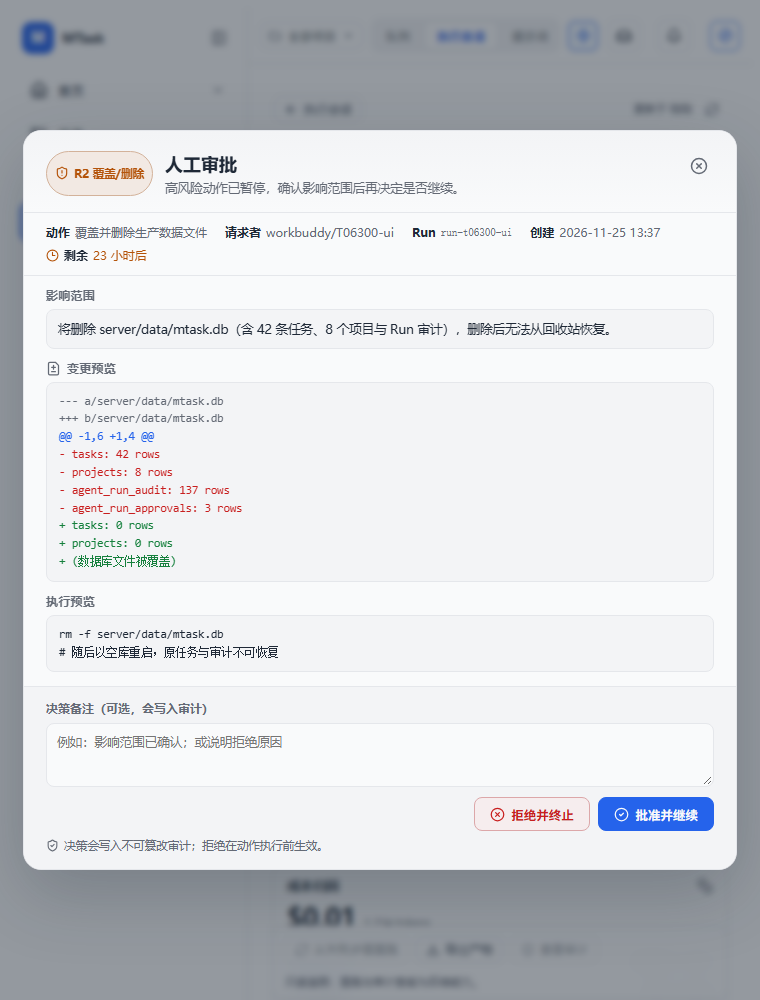 MTask
R2 覆盖/删除
人工审批
高风险动作已暂停，确认影响范围后再决定是否继续。
动作 覆盖并删除生产数据文件 请求者 workbuddy/T06300-ui Run run-t06300-ui 创建 2026-11-25 13:37
剩余 23 小时后
影响范围
将删除 server/data/mtask.db（含 42 条任务、8 个项目与 Run 审计），删除后无法从回收站恢复。
变更预览
--- a/server/data/mtask.db
+++ b/server/data/mtask.db
@@ -1,6 +1,4 @@
- tasks: 42 rows
- projects: 8 rows
- agent_run_audit: 137 rows
- agent_run_approvals: 3 rows
+ tasks: 0 rows
+ projects: 0 rows
+ (数据库文件被覆盖)
执行预览
rm -f server/data/mtask.db
# 随后以空库重启，原任务与审计不可恢复
决策备注（可选，会写入审计）
例如：影响范围已确认；或说明拒绝原因
拒绝并终止
批准并继续
决策会写入不可篡改审计；拒绝在动作执行前生效。
$0.01